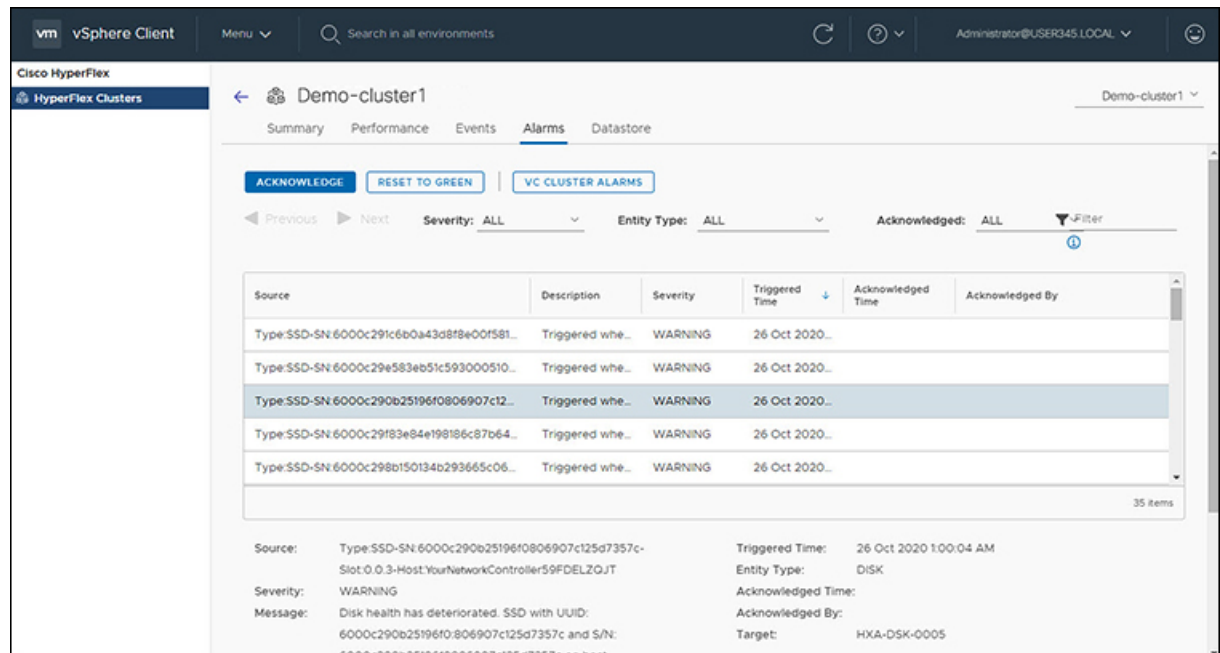 vm vSphere Client Menu Search in all environments Administrator@USER345.LOCAL
Cisco HyperFlex
HyperFlex Clusters
Demo-cluster1 Demo-cluster1
Summary Performance Events Alarms Datastore
ACKNOWLEDGE RESET TO GREEN VC CLUSTER ALARMS
Previous Next Severity: ALL Entity Type: ALL Acknowledged: ALL Filter
Source Description Severity Triggered Time Acknowledged Time Acknowledged By
Type:SSD-SN:6000c291c6b0a43d8f8e00f581... Triggered whe... WARNING 26 Oct 2020...
Type:SSD-SN:6000c29e583eb51c593000510... Triggered whe... WARNING 26 Oct 2020...
Type:SSD-SN:6000c290b25196f0806907c12... Triggered whe... WARNING 26 Oct 2020...
Type:SSD-SN:6000c29f83e84e198186c87b64... Triggered whe... WARNING 26 Oct 2020...
Type:SSD-SN:6000c298b150134b293665c06... Triggered whe... WARNING 26 Oct 2020...
35 items
Source: Type:SSD-SN:6000c290b25196f0806907c125d7357c- Triggered Time: 26 Oct 2020 1:00:04 AM
Slot:0.0.3-Host:YourNetworkController59FDELZQJT Entity Type: DISK
Severity: WARNING Acknowledged Time:
Message: Disk health has deteriorated. SSD with UUID: Acknowledged By:
6000c290b25196f0:806907c125d7357c and S/N: Target: HXA-DSK-0005